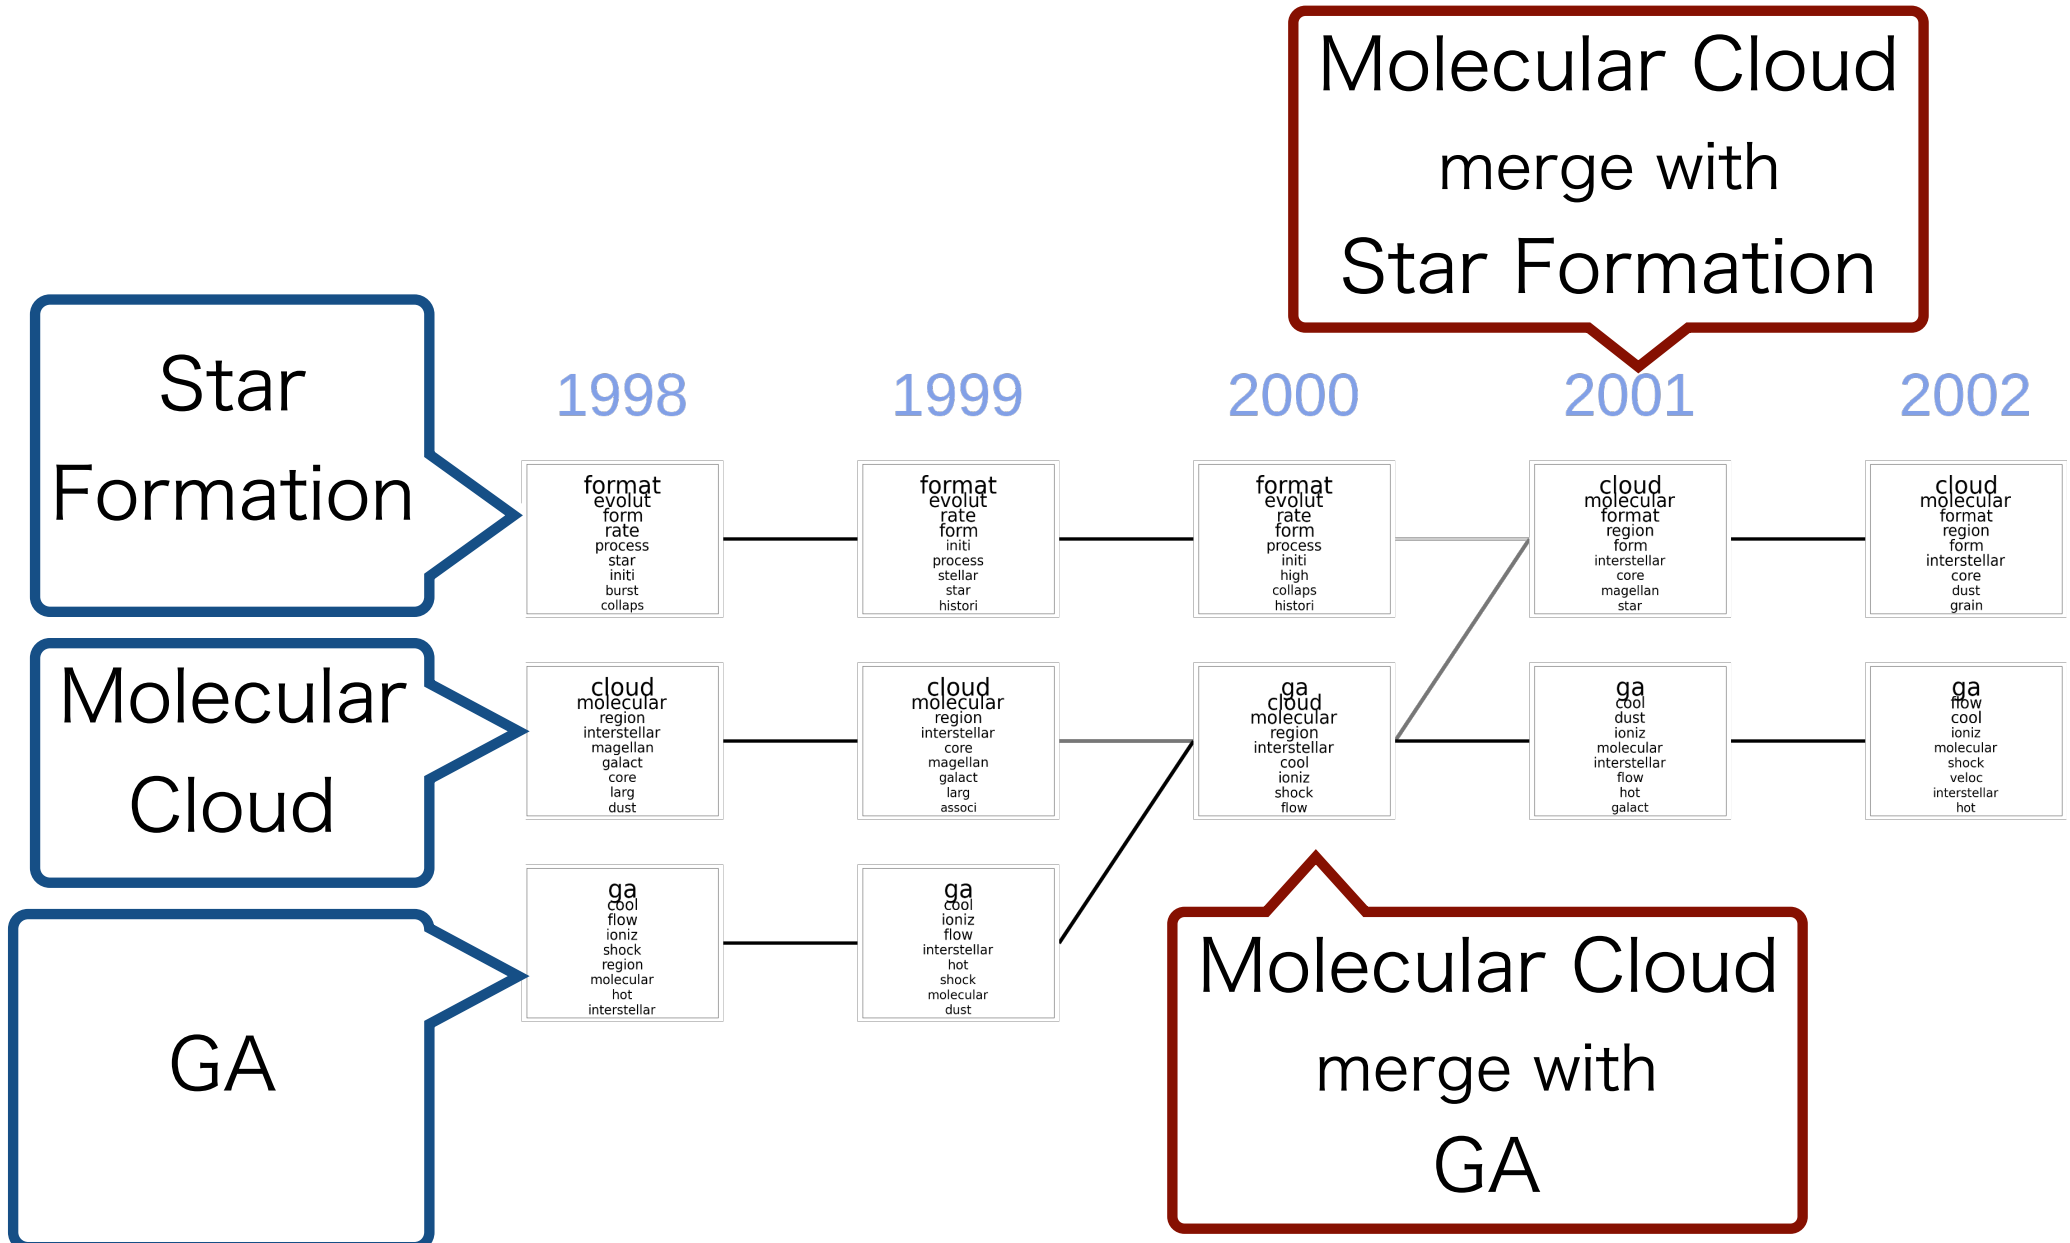 Molecular Cloud
merge with
Star Formation
Star
Formation
Molecular
Cloud
GA
1998
1999
2000
2001
2002
format
evolut
form
rate
process
star
initi
burst
collaps
format
evolut
rate
form
initi
process
stellar
star
histori
format
evolut
rate
form
process
initi
high
collaps
histori
cloud
molecular
format
region
form
interstellar
core
magellan
star
cloud
molecular
format
region
form
interstellar
core
dust
grain
cloud
molecular
region
interstellar
magellan
galact
core
larg
dust
cloud
molecular
region
interstellar
core
magellan
galact
larg
associ
ga
cloud
molecular
region
interstellar
cool
ioniz
shock
flow
ga
cool
dust
ioniz
molecular
interstellar
flow
hot
galact
ga
flow
cool
ioniz
molecular
shock
veloc
interstellar
hot
ga
cool
flow
ioniz
shock
region
molecular
hot
interstellar
ga
cool
ioniz
flow
interstellar
hot
shock
molecular
dust
Molecular Cloud
merge with
GA